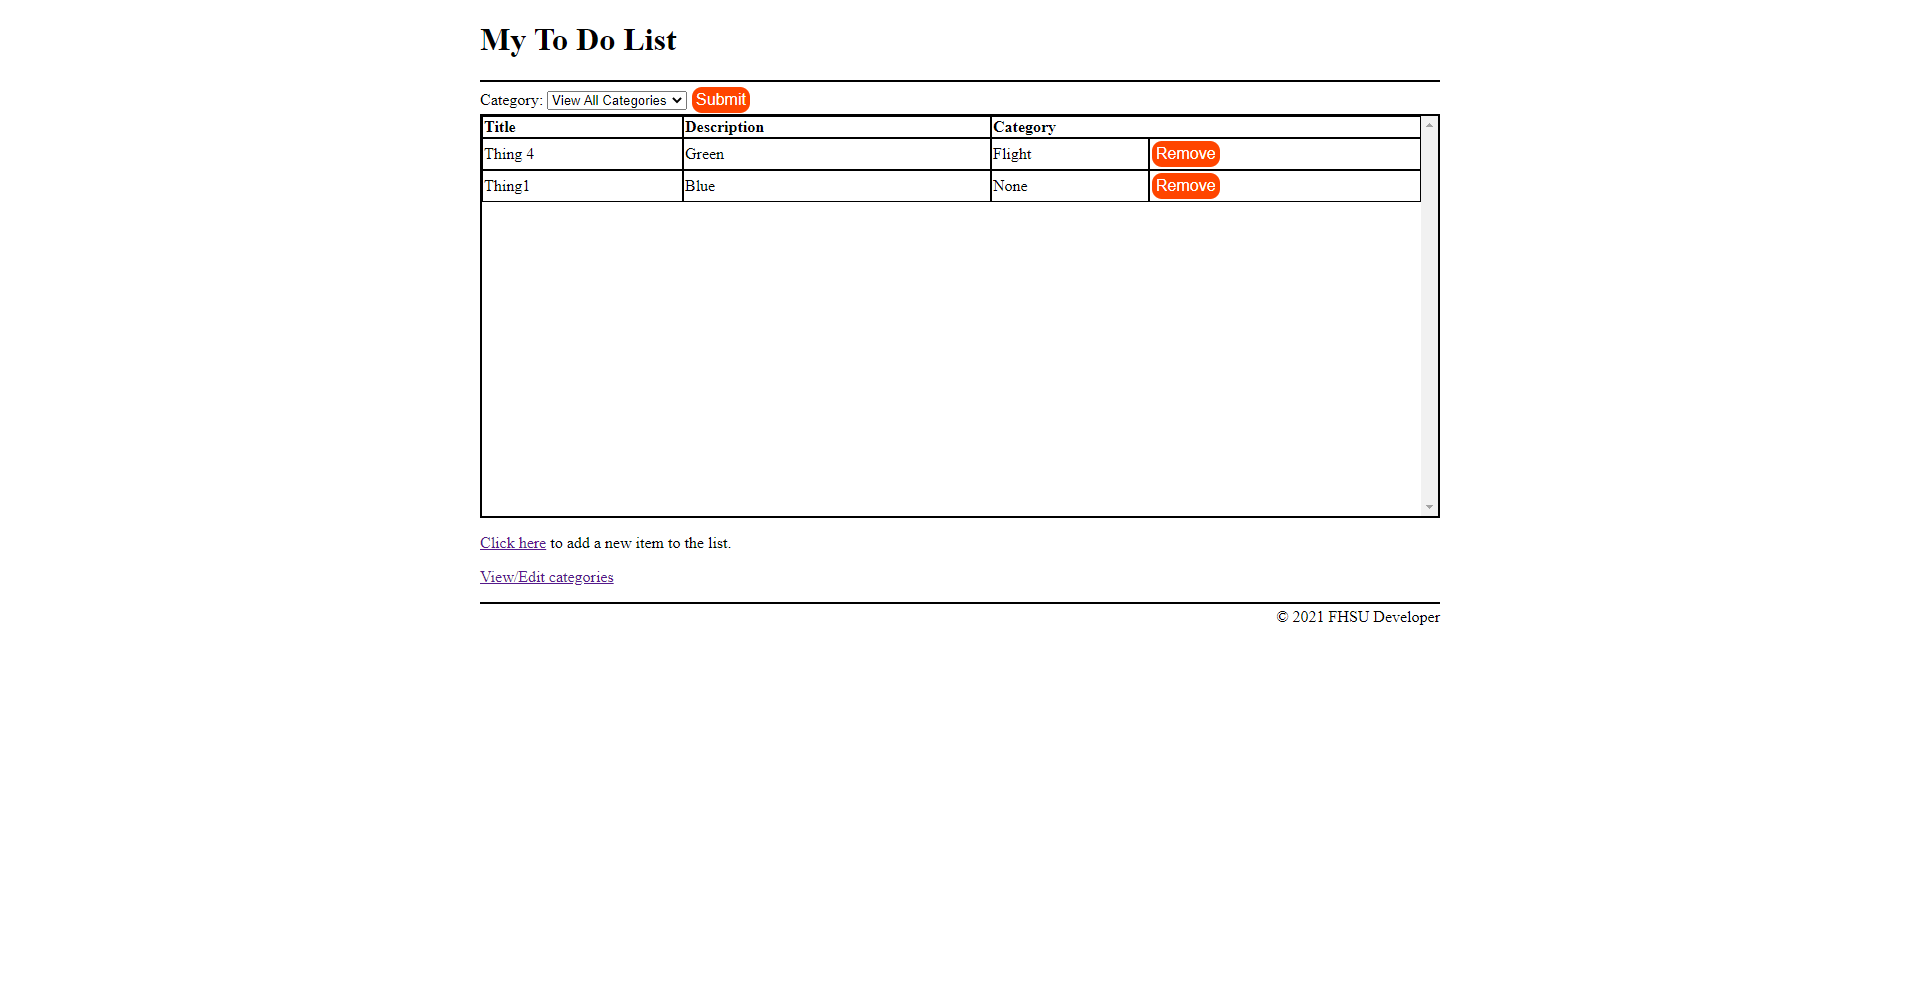 My To Do List
Category: View All Categories Submit
Title Description Category
Thing 4 Green Flight Remove
Thing1 Blue None Remove
Click here to add a new item to the list.
View/Edit categories
© 2021 FHSU Developer